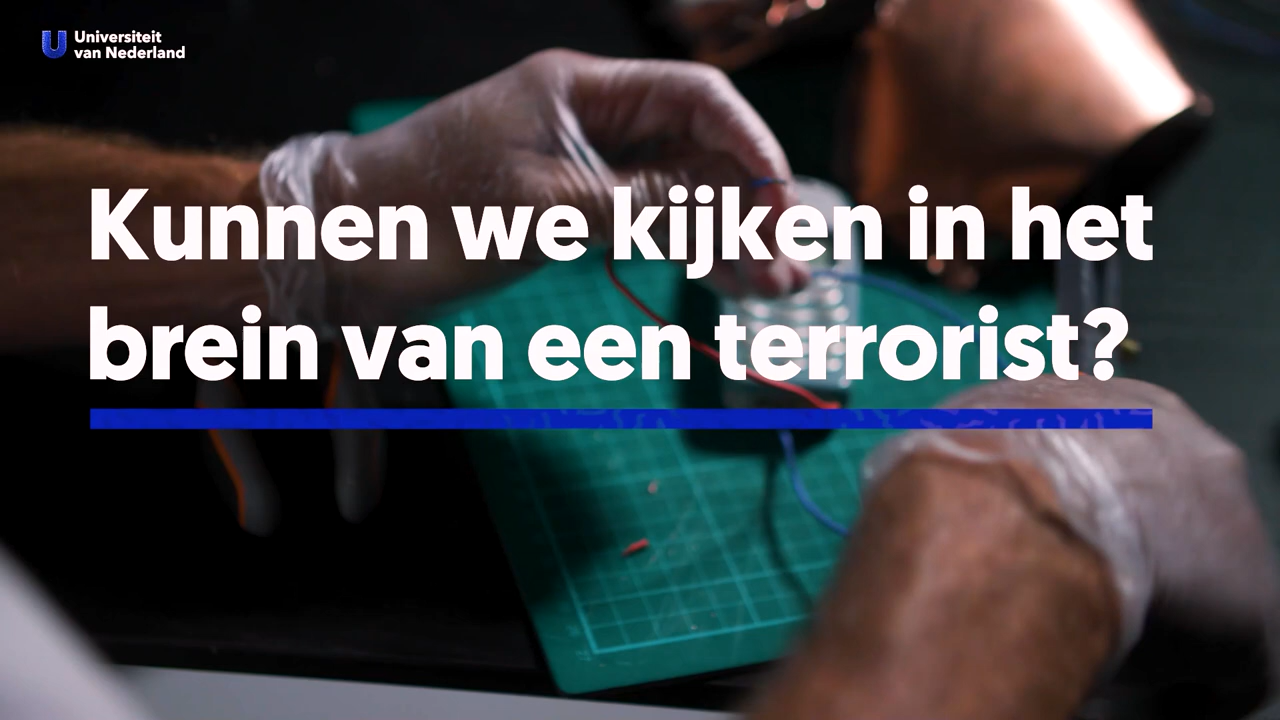 Universiteit
van Nederland
Kunnen we kijken in het
brein van een terrorist?